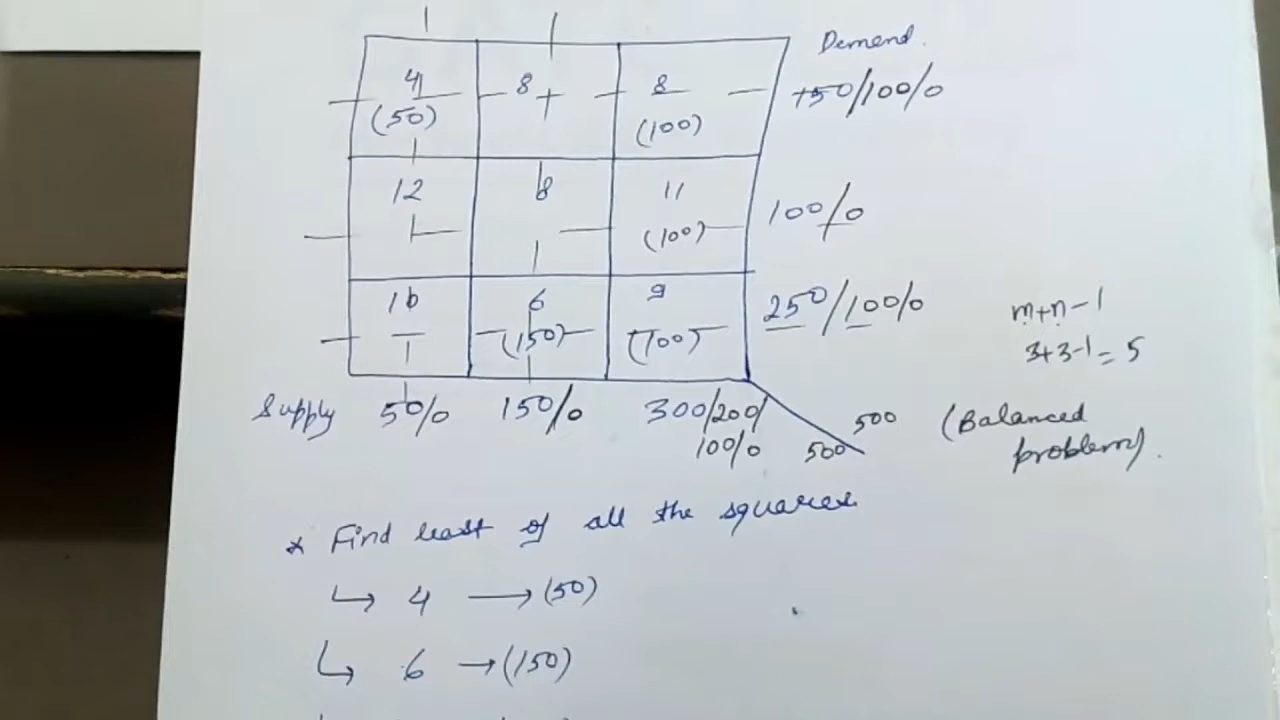 Demand.
4 8 8 150/100/0
(50) (100)
12 8 11 100/0
(100)
16 6 9 250/100/0
(150) (100)
m+n-1
3+3-1=5
Supply 50/0 150/0 300/200/ 500 (Balanced
100/0 500 problem).
* Find least of all the squares
↳ 4 → (50)
↳ 6 → (150)